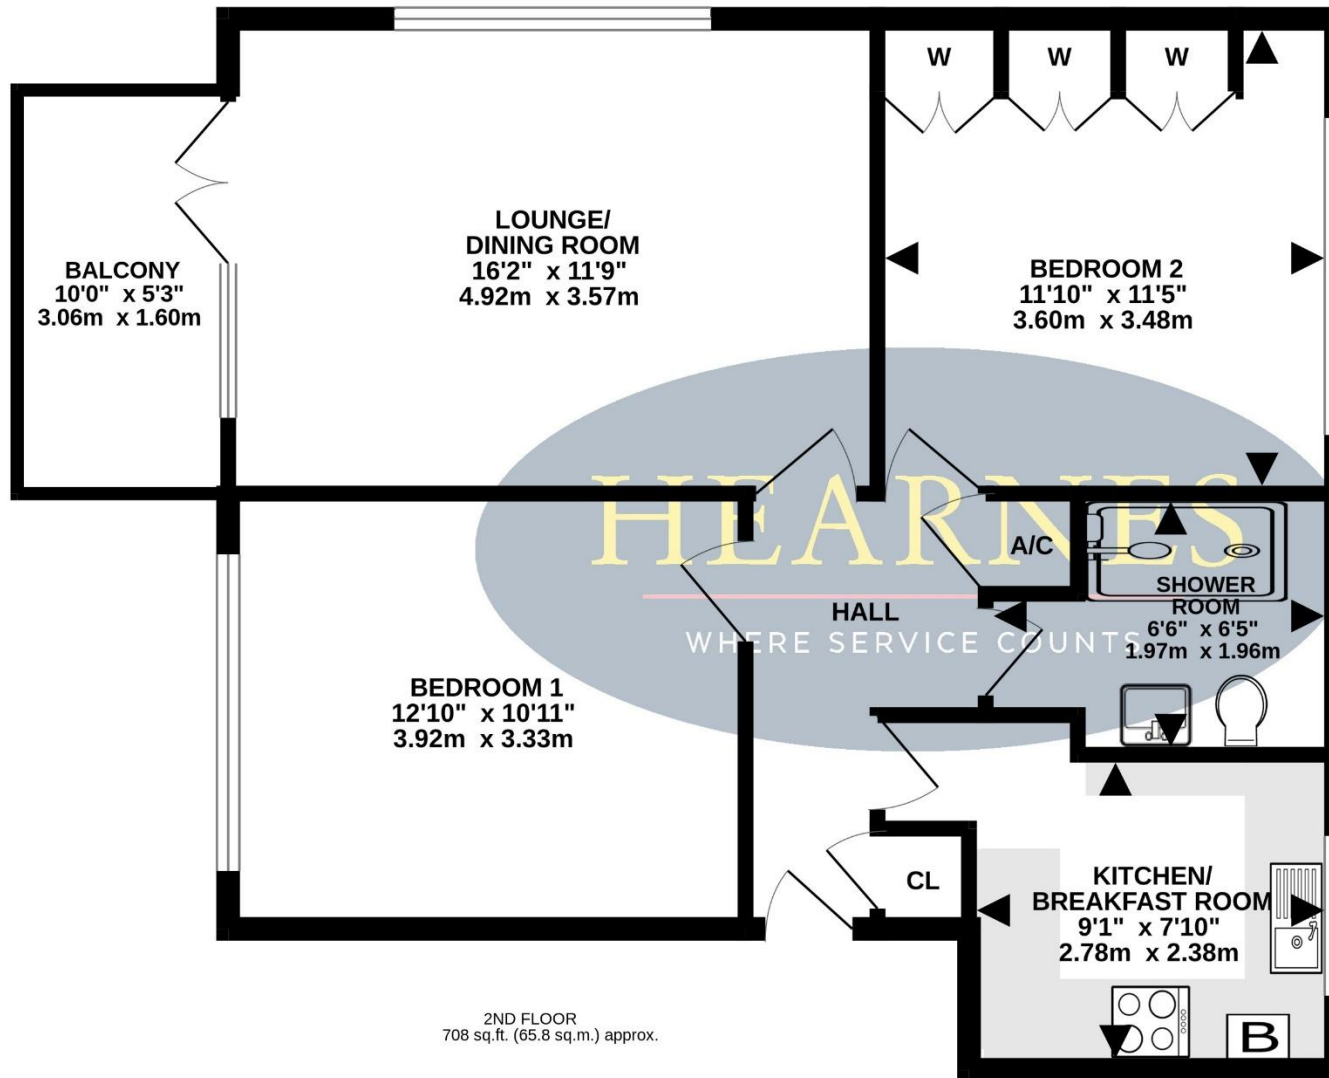 W
W
W
LOUNGE/
DINING ROOM
16'2" x 11'9"
4.92m x 3.57m
BALCONY
10'0" x 5'3"
3.06m x 1.60m
BEDROOM 2
11'10" x 11'5"
3.60m x 3.48m
HEARNES
WHERE SERVICE COUNTS
A/C
HALL
SHOWER
ROOM
6'6" x 6'5"
1.97m x 1.96m
BEDROOM 1
12'10" x 10'11"
3.92m x 3.33m
CL
KITCHEN/
BREAKFAST ROOM
9'1" x 7'10"
2.78m x 2.38m
B
2ND FLOOR
708 sq.ft. (65.8 sq.m.) approx.